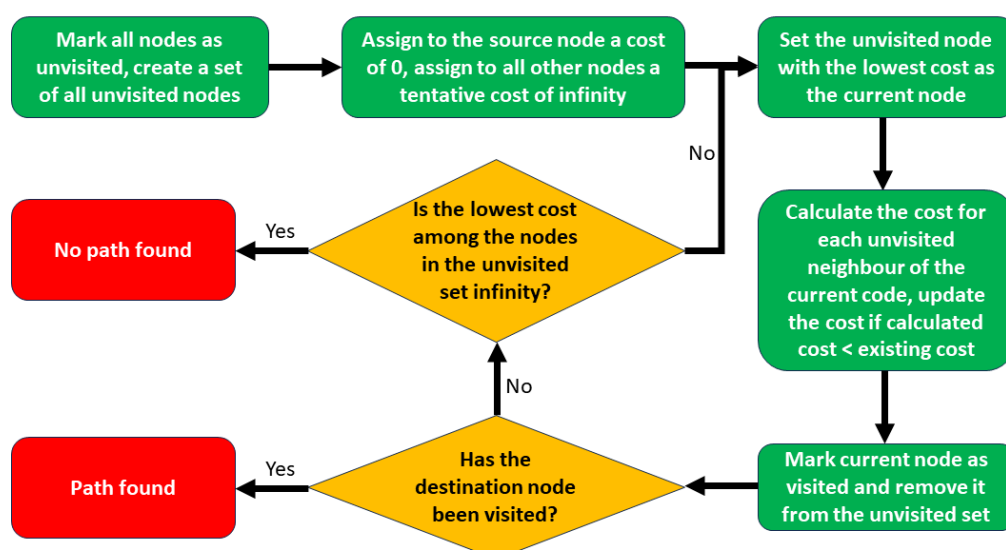 Mark all nodes as
unvisited, create a set
of all unvisited nodes
Assign to the source node a cost
of 0, assign to all other nodes a
tentative cost of infinity
Set the unvisited node
with the lowest cost as
the current node
No
Calculate the cost for
each unvisited
neighbour of the
current code, update
the cost if calculated
cost < existing cost
Is the lowest cost
among the nodes
in the unvisited
set infinity?
Yes
No path found
No
Mark current node as
visited and remove it
from the unvisited set
Has the
destination node
been visited?
Yes
Path found